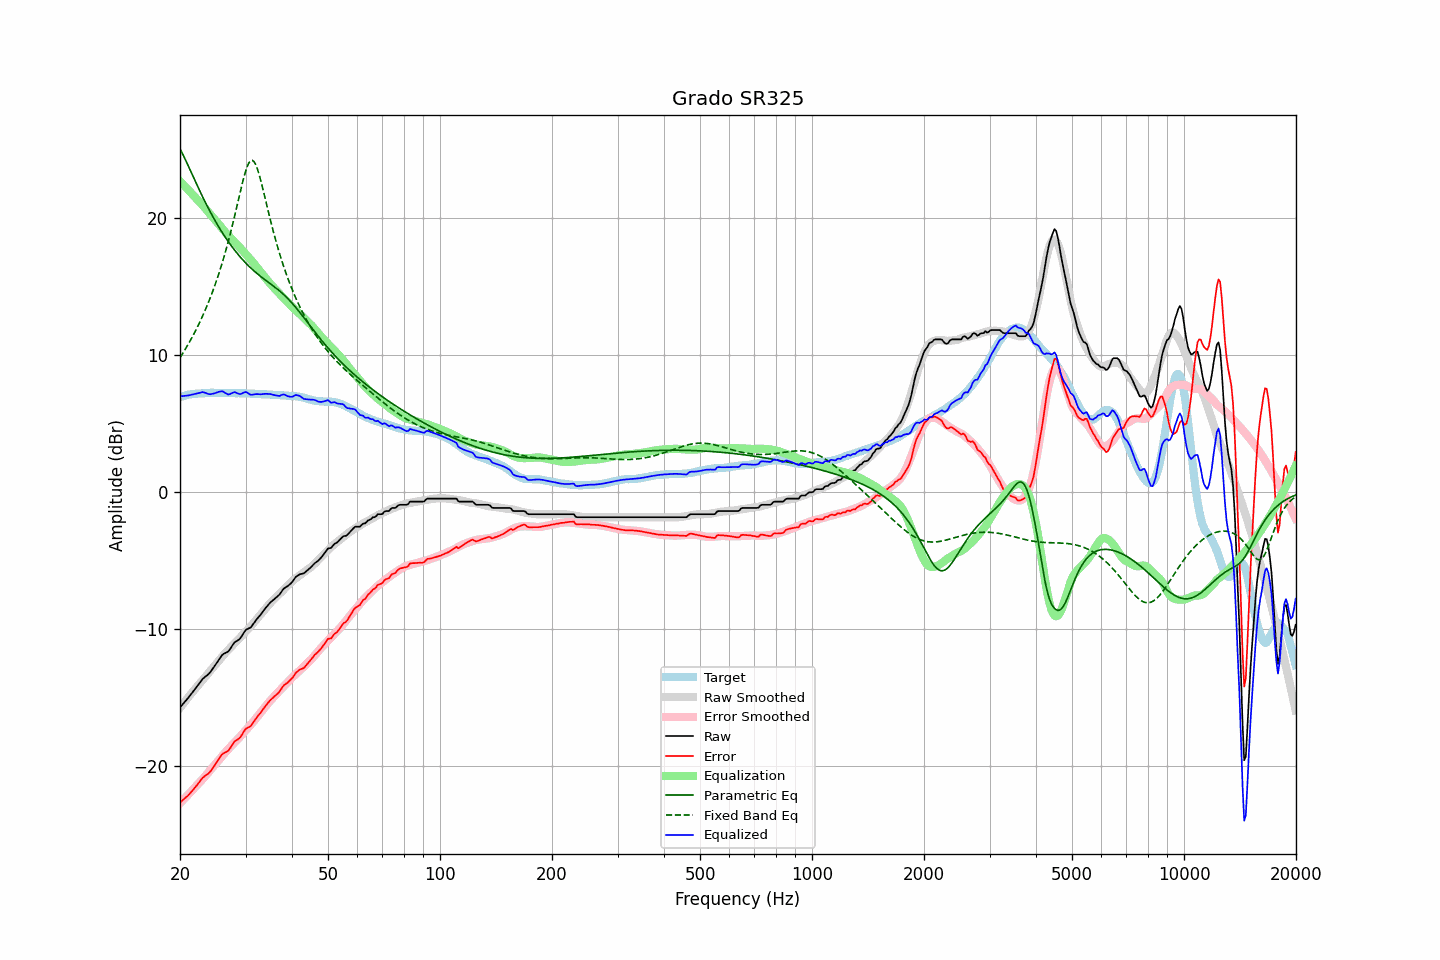 Grado SR325
Amplitude (dBr)
20
10
0
−10
−20
Target
Raw Smoothed
Error Smoothed
Raw
Error
Equalization
Parametric Eq
Fixed Band Eq
Equalized
20 50 100 200 500 1000 2000 5000 10000 20000
Frequency (Hz)